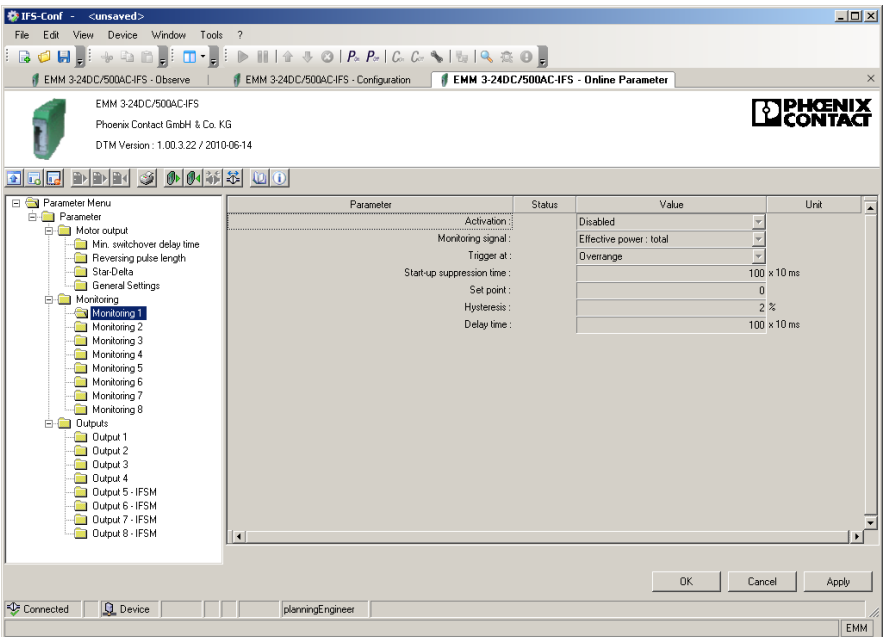 IFS-Conf - <unsaved>
File Edit View Device Window Tools ?
EMM 3-24DC/500AC-IFS - Observe
EMM 3-24DC/500AC-IFS - Configuration
EMM 3-24DC/500AC-IFS - Online Parameter
EMM 3-24DC/500AC-IFS
Phoenix Contact GmbH & Co. KG
DTM Version : 1.00.3.22 / 2010-06-14
PHŒNIX
CONTACT
Parameter Menu
Parameter
Motor output
Min. switchover delay time
Reversing pulse length
Star-Delta
General Settings
Monitoring
Monitoring 1
Monitoring 2
Monitoring 3
Monitoring 4
Monitoring 5
Monitoring 6
Monitoring 7
Monitoring 8
Outputs
Output 1
Output 2
Output 3
Output 4
Output 5 - IFSM
Output 6 - IFSM
Output 7 - IFSM
Output 8 - IFSM
Parameter Status Value Unit
Activation : Disabled
Monitoring signal : Effective power : total
Trigger at : Overrange
Start-up suppression time : 100 x 10 ms
Set point : 0
Hysteresis : 2 %
Delay time : 100 x 10 ms
OK Cancel Apply
Connected Device planningEngineer
EMM